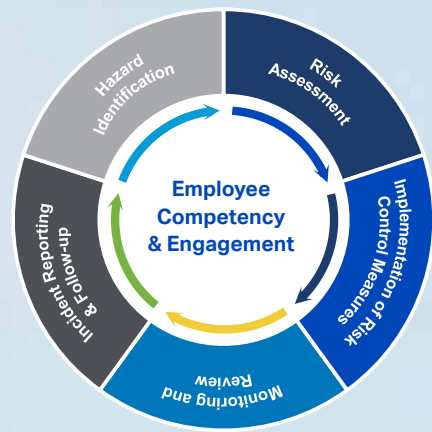 Hazard
Identification
Risk
Assessment
Implementation of Risk
Control Measures
Monitoring and
Review
Incident Reporting
& Follow-up
Employee
Competency
& Engagement